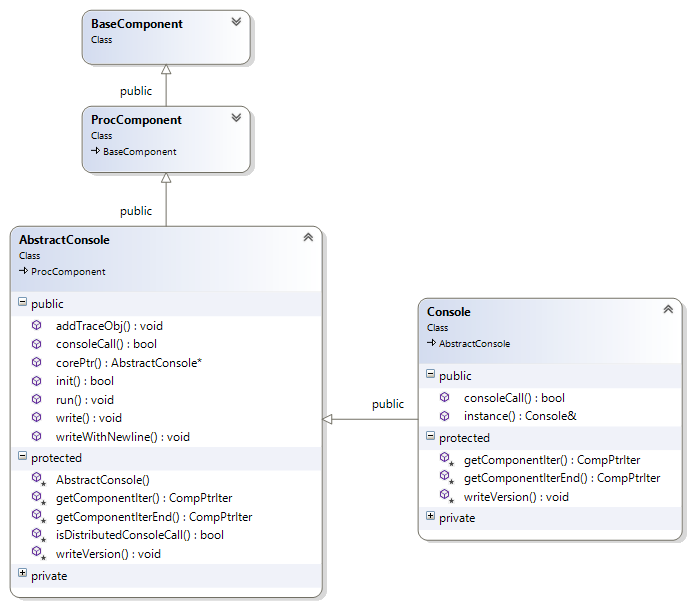 BaseComponent
Class
public
ProcComponent
Class
BaseComponent
public
AbstractConsole
Class
ProcComponent
public
addTraceObj() : void
consoleCall() : bool
corePtr() : AbstractConsole*
init() : bool
run() : void
write() : void
writeWithNewline() : void
protected
AbstractConsole()
getComponentIter() : CompPtrIter
getComponentIterEnd() : CompPtrIter
isDistributedConsoleCall() : bool
writeVersion() : void
private
public
Console
Class
AbstractConsole
public
consoleCall() : bool
instance() : Console&
protected
getComponentIter() : CompPtrIter
getComponentIterEnd() : CompPtrIter
writeVersion() : void
private